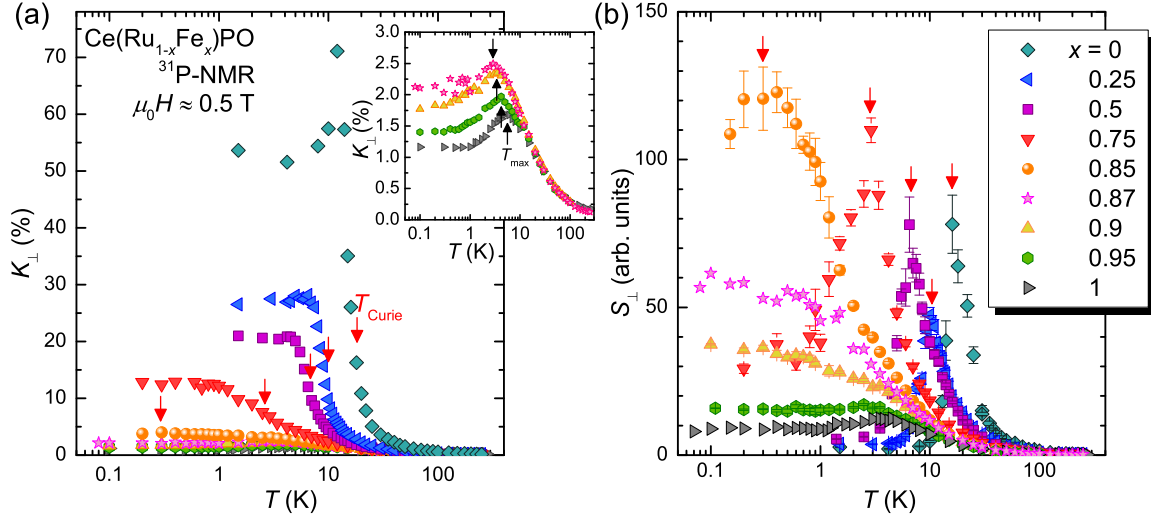 (a)
Ce(Ru1-xFex)PO
31P-NMR
μ0H ≈ 0.5 T
K⊥ (%)
70
60
50
40
30
20
10
0
0.1 1 10 100
T (K)
TCurie
K⊥ (%)
3.0
2.5
2.0
1.5
1.0
0.5
0.0
0.1 1 10 100
T (K)
Tmax
(b)
S⊥ (arb. units)
150
100
50
0
0.1 1 10 100
T (K)
x = 0
0.25
0.5
0.75
0.85
0.87
0.9
0.95
1